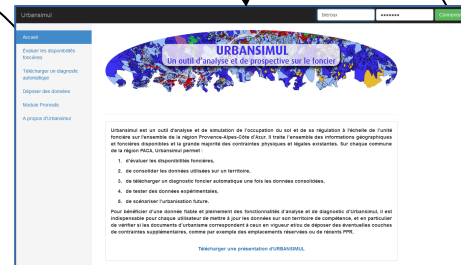 Urbansimul
bleroux
•••••••
Connexion
Accueil
Evaluer les disponibilités
foncières
Télécharger un diagnostic
automatique
Déposer des données
Module Pronostic
A propos d'Urbansimul
URBANSIMUL
Un outil d'analyse et de prospective sur le foncier
Urbansimul est un outil d'analyse et de simulation de l'occupation du sol et de sa régulation à l'échelle de l'unité
foncière sur l'ensemble de la région Provence-Alpes-Côte d'Azur. Il traite l'ensemble des informations géographiques
et foncières disponibles et la grande majorité des contraintes physiques et légales existantes. Sur chaque commune
de la région PACA, Urbansimul permet :
1. d'évaluer les disponibilités foncières,
2. de consolider les données utilisées sur un territoire,
3. de télécharger un diagnostic foncier automatique une fois les données consolidées,
4. de tester des données expérimentales,
5. de scénariser l'urbanisation future.
Pour bénéficier d'une donnée fiable et pleinement des fonctionnalités d'analyse et de diagnostic d'Urbansimul, il est
indispensable pour chaque utilisateur de mettre à jour les données sur son territoire de compétence, et en particulier
de vérifier si les documents d'urbanisme correspondent à ceux en vigueur et/ou de déposer des éventuelles couches
de contraintes supplémentaires, comme par exemple des emplacements réservées ou de récents PPR.
Télécharger une présentation d'URBANSIMUL